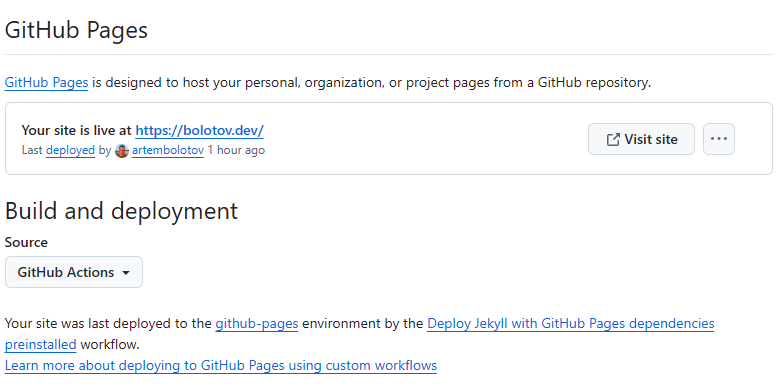 GitHub Pages
GitHub Pages is designed to host your personal, organization, or project pages from a GitHub repository.
Your site is live at https://bolotov.dev/
Last deployed by artembolotov 1 hour ago
Visit site
Build and deployment
Source
GitHub Actions
Your site was last deployed to the github-pages environment by the Deploy Jekyll with GitHub Pages dependencies
preinstalled workflow.
Learn more about deploying to GitHub Pages using custom workflows